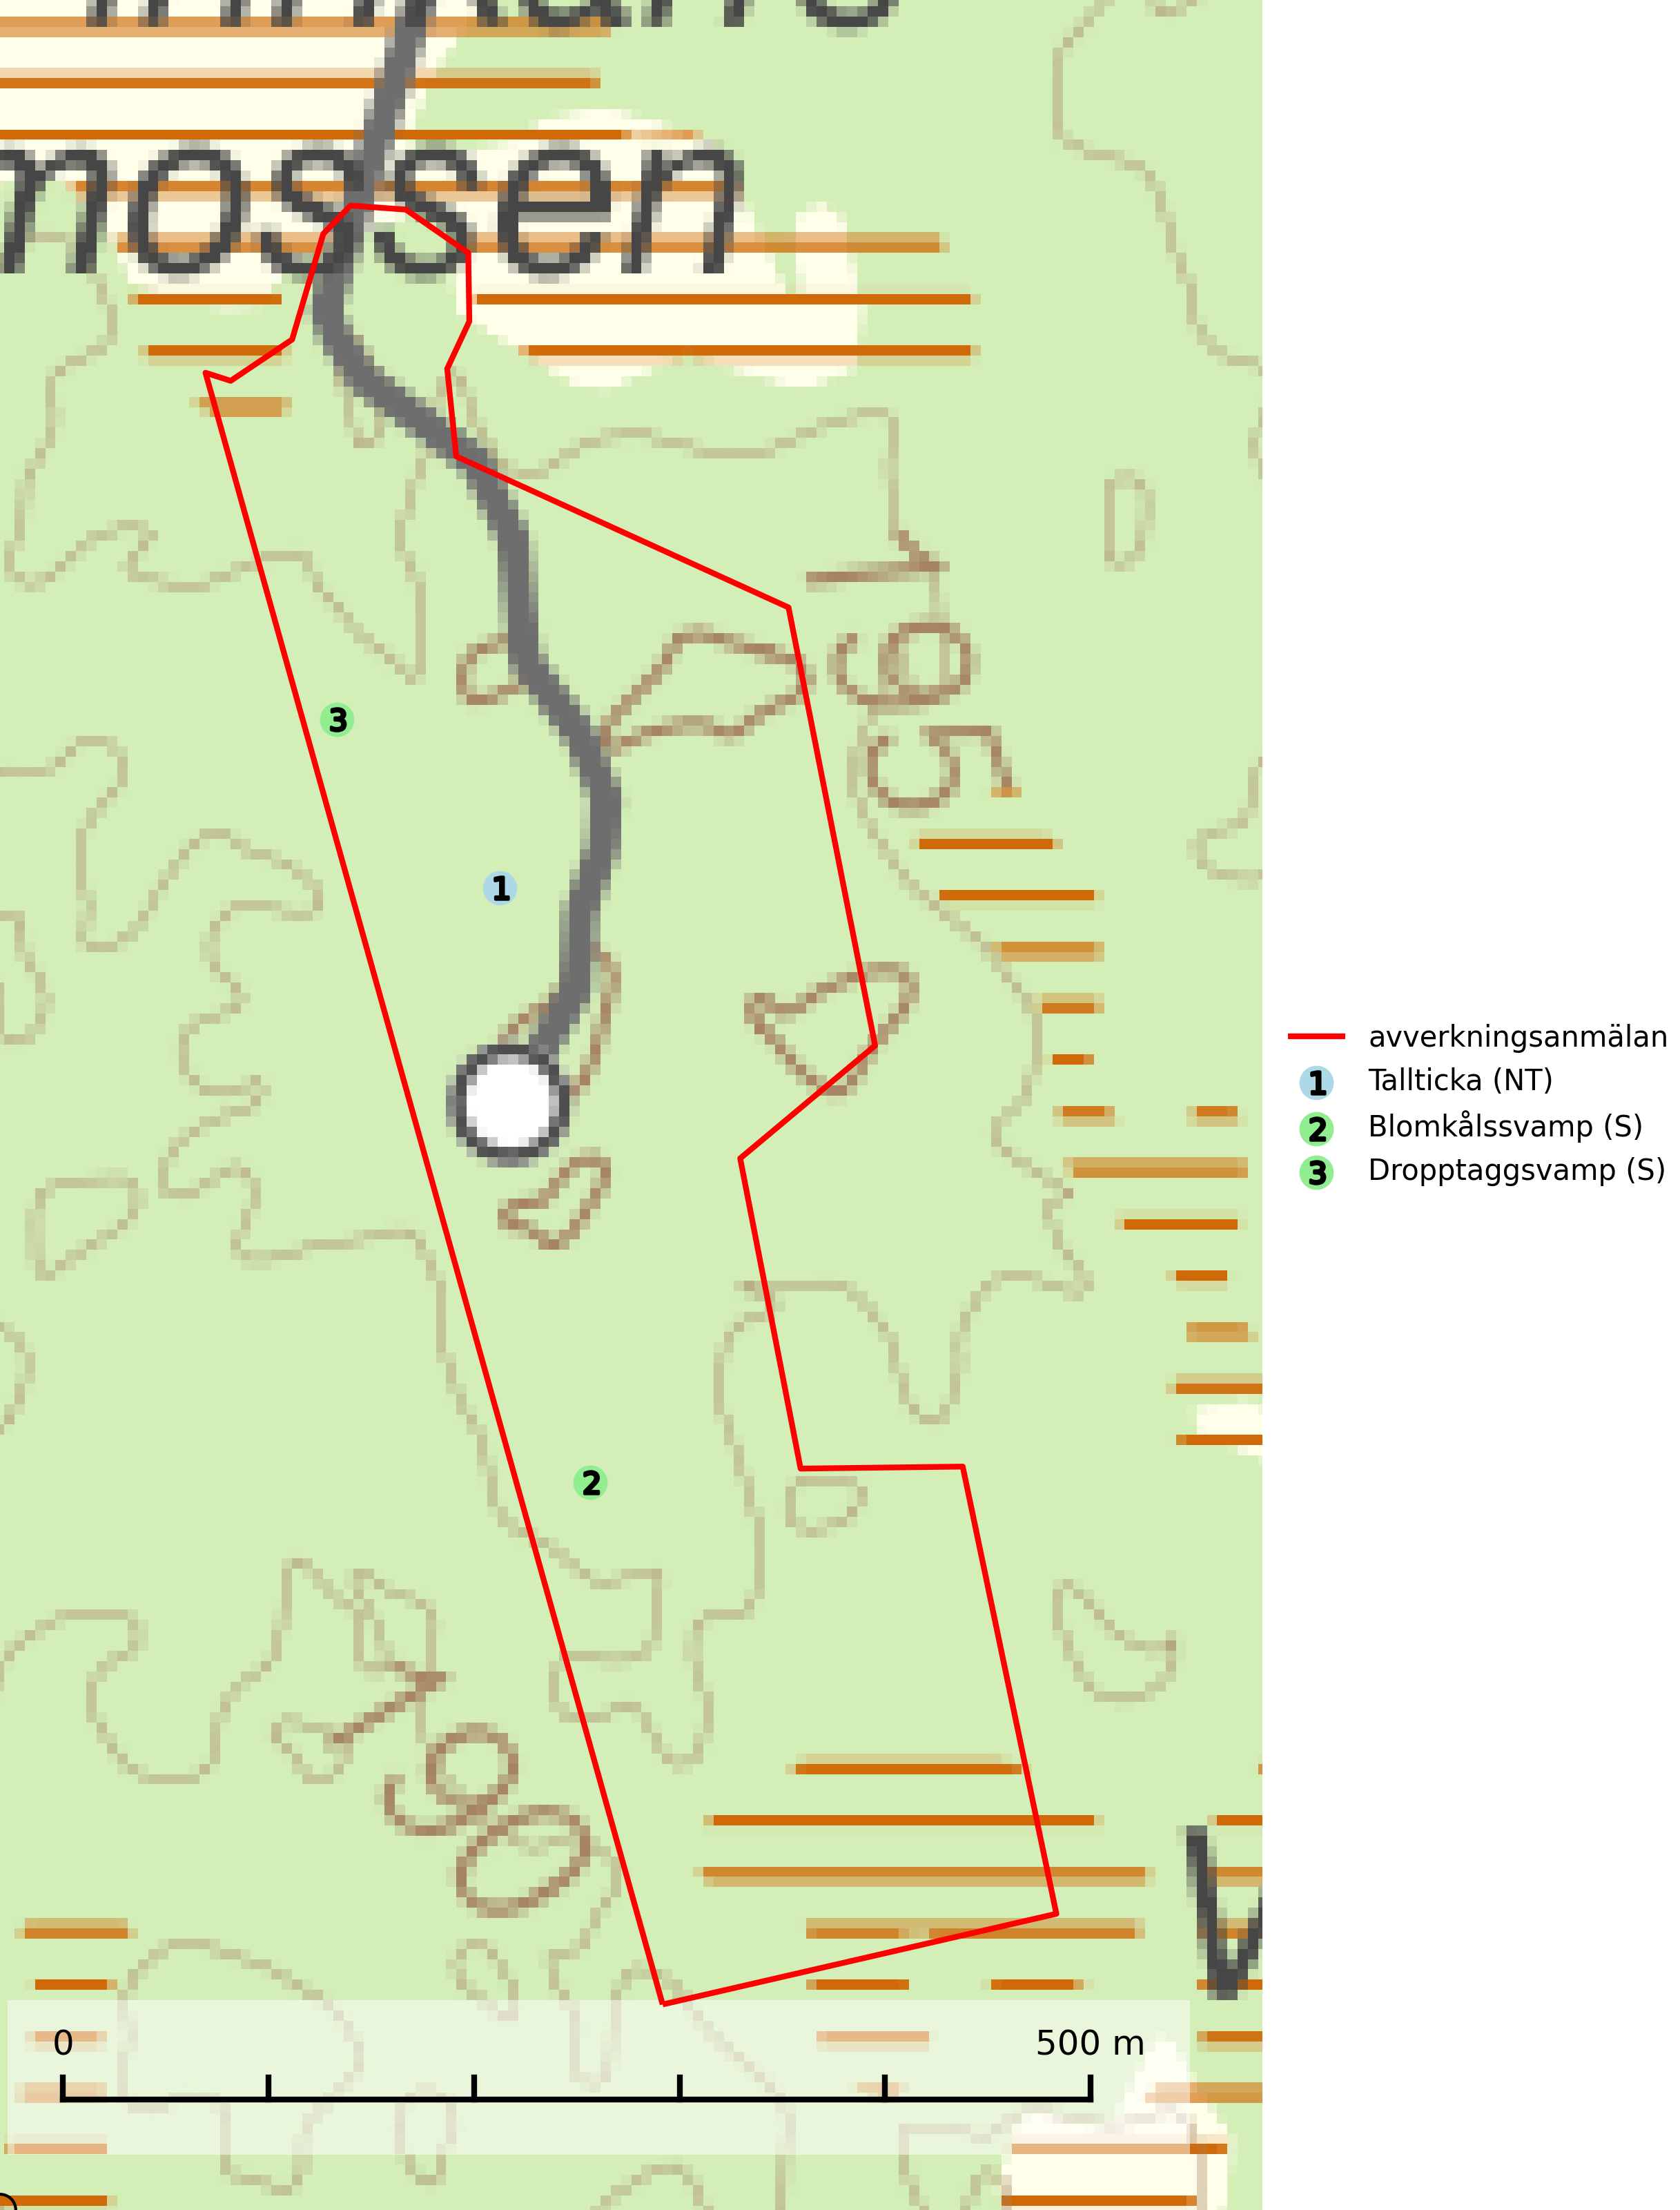 mossen
195
3
1
2
190
0 500 m
avverkningsanmälan
1 Tallticka (NT)
2 Blomkålssvamp (S)
3 Dropptaggsvamp (S)